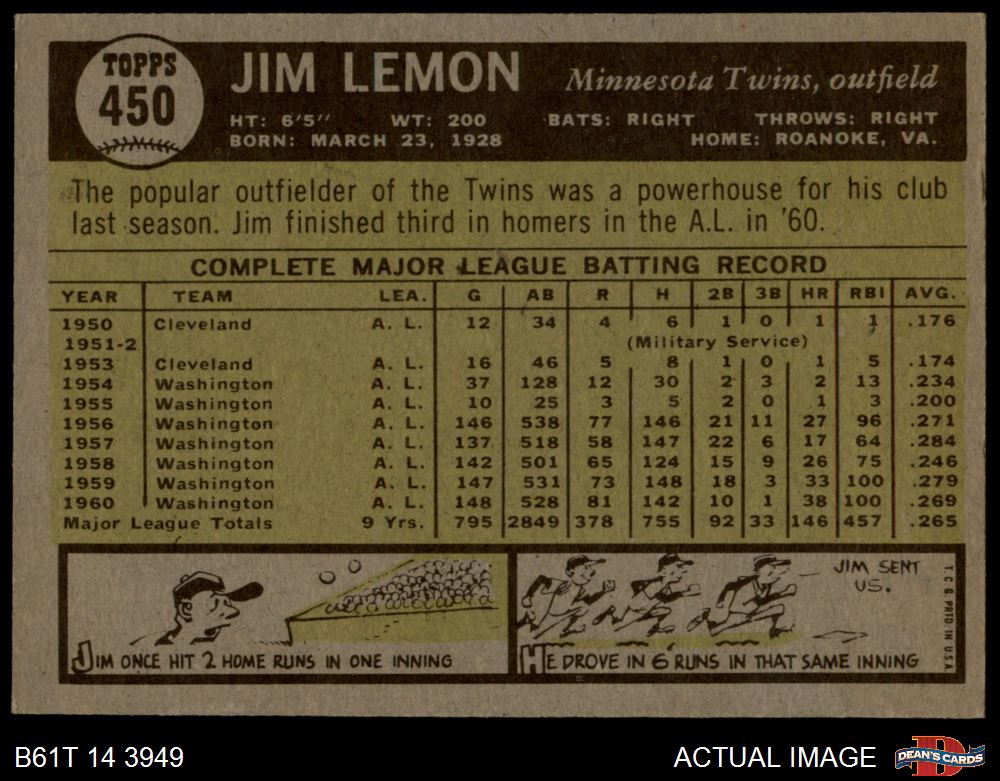 TOPPS
450
JIM LEMON
Minnesota Twins, outfield
HT: 6'5" WT: 200 BATS: RIGHT THROWS: RIGHT
BORN: MARCH 23, 1928 HOME: ROANOKE, VA.
The popular outfielder of the Twins was a powerhouse for his club
last season. Jim finished third in homers in the A.L. in '60.
COMPLETE MAJOR LEAGUE BATTING RECORD
YEAR TEAM LEA. G AB R H 2B 3B HR RBI AVG.
1950 Cleveland A. L. 12 34 4 6 1 0 1 1 .176
1951-2 (Military Service)
1953 Cleveland A. L. 16 46 5 8 1 0 1 5 .174
1954 Washington A. L. 37 128 12 30 2 3 2 13 .234
1955 Washington A. L. 10 25 3 5 2 0 1 3 .200
1956 Washington A. L. 146 538 77 146 21 11 27 96 .271
1957 Washington A. L. 137 518 58 147 22 6 17 64 .284
1958 Washington A. L. 142 501 65 124 15 9 26 75 .246
1959 Washington A. L. 147 531 73 148 18 3 33 100 .279
1960 Washington A. L. 148 528 81 142 10 1 38 100 .269
Major League Totals 9 Yrs. 795 2849 378 755 92 33 146 457 .265
JIM SENT
US.
JIM ONCE HIT 2 HOME RUNS IN ONE INNING
HE DROVE IN 6 RUNS IN THAT SAME INNING
T. C. G. PRTD. IN U.S.A.
B61T 14 3949
ACTUAL IMAGE
D
DEAN'S CARDS